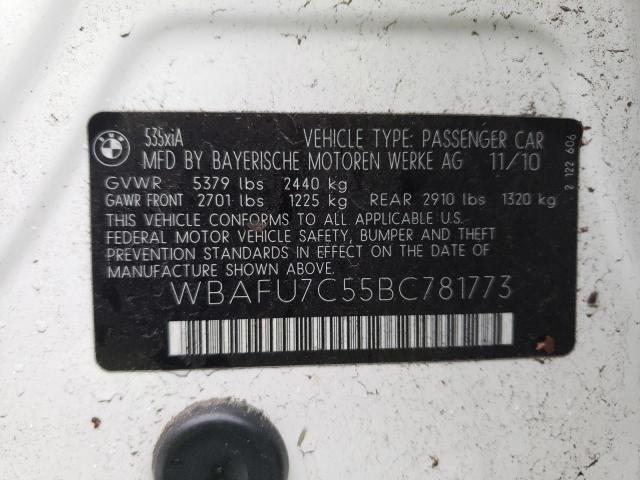 BMW
535xiA VEHICLE TYPE: PASSENGER CAR
MFD BY BAYERISCHE MOTOREN WERKE AG 11/10
GVWR 5379 lbs 2440 kg
GAWR FRONT 2701 lbs 1225 kg REAR 2910 lbs 1320 kg
THIS VEHICLE CONFORMS TO ALL APPLICABLE U.S.
FEDERAL MOTOR VEHICLE SAFETY, BUMPER AND THEFT
PREVENTION STANDARDS IN EFFECT ON THE DATE OF
MANUFACTURE SHOWN ABOVE.
WBAFU7C55BC781773
2 122 606